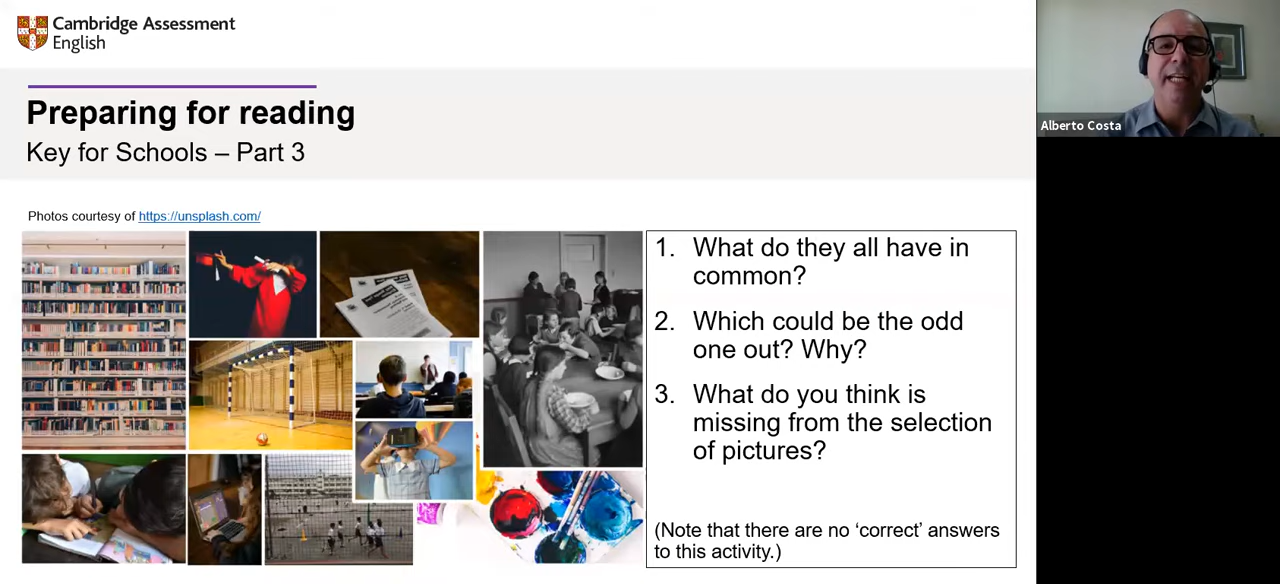 Cambridge Assessment
English
Preparing for reading
Key for Schools – Part 3
Photos courtesy of https://unsplash.com/
1. What do they all have in
common?
2. Which could be the odd
one out? Why?
3. What do you think is
missing from the selection
of pictures?
(Note that there are no ‘correct’ answers
to this activity.)
Alberto Costa